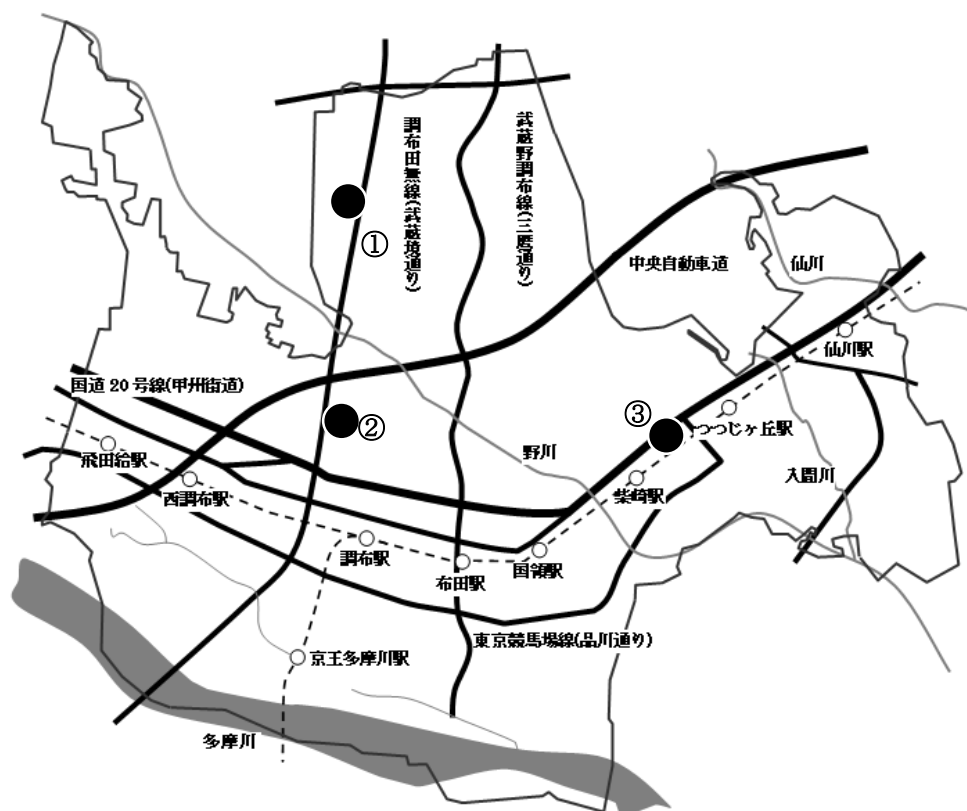 調布田無線(武蔵境通り)
武蔵野調布線(三鷹通り)
①
中央自動車道
仙川
仙川駅
国道20号線(甲州街道)
②
③
つつじヶ丘駅
飛田給駅
野川
柴崎駅
入間川
西調布駅
調布駅
布田駅
国領駅
東京競馬場線(品川通り)
京王多摩川駅
多摩川